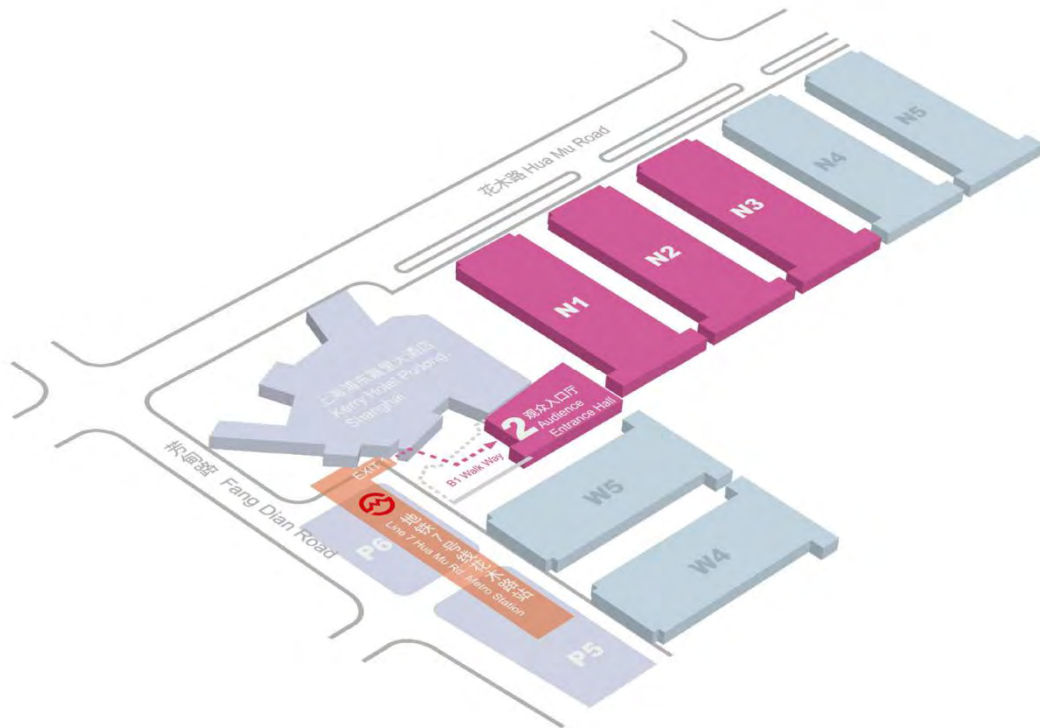 花木路 Hua Mu Road
N5
N4
N3
N2
N1
上海浦东嘉里大酒店
Kerry Hotel Pudong,
Shanghai
2
观众入口厅
Audience
Entrance Hall
B1 Walk Way
EXIT
芳甸路 Fang Dian Road
地铁7号线花木路站
Line 7 Hua Mu Rd. Metro Station
P6
P5
W5
W4